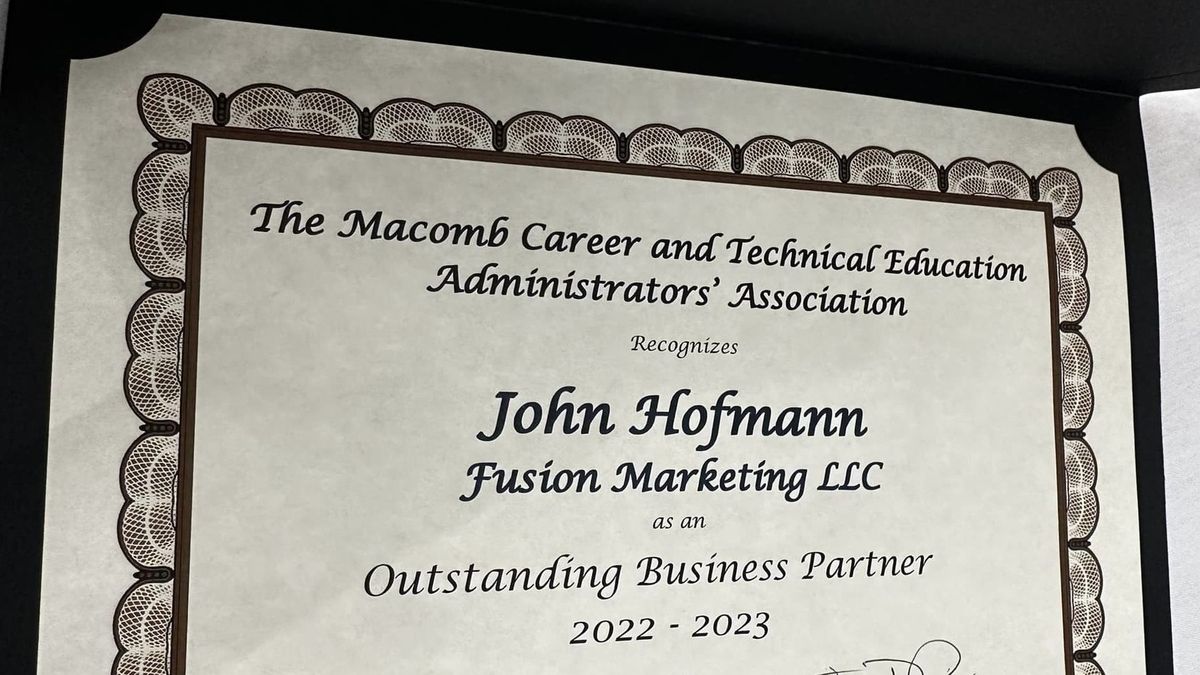 The Macomb Career and Technical Education
Administrators' Association
Recognizes
John Hofmann
Fusion Marketing LLC
as an
Outstanding Business Partner
2022 - 2023